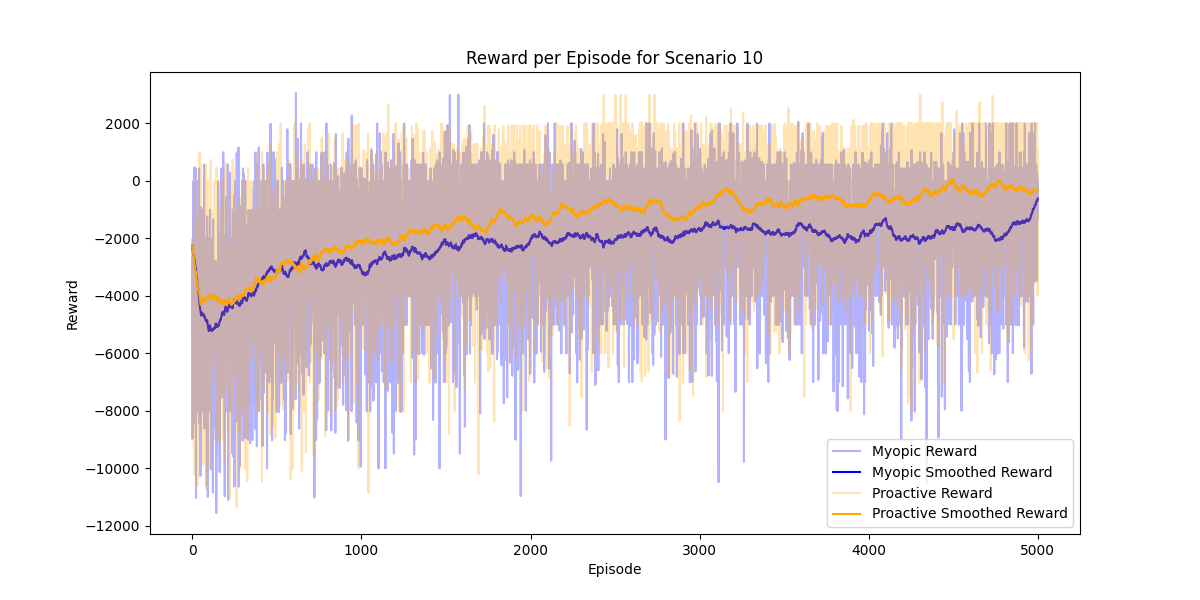 Reward per Episode for Scenario 10
Reward
2000
0
−2000
−4000
−6000
−8000
−10000
−12000
0 1000 2000 3000 4000 5000
Episode
Myopic Reward
Myopic Smoothed Reward
Proactive Reward
Proactive Smoothed Reward